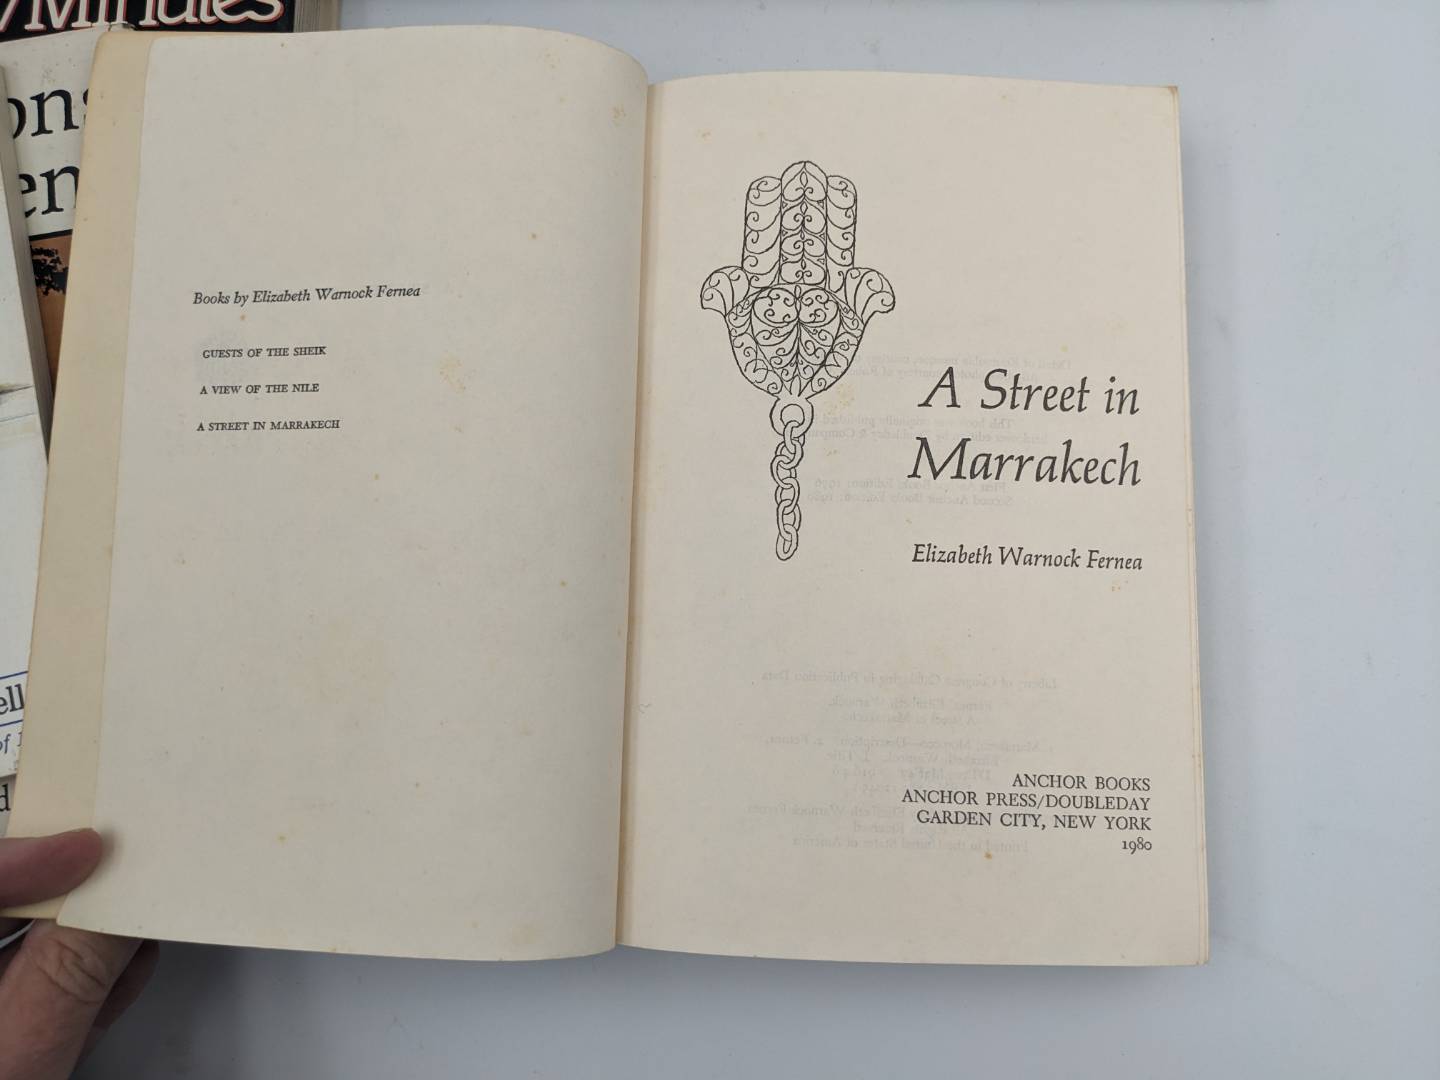 Minutes
Books by Elizabeth Warnock Fernea
GUESTS OF THE SHEIK
A VIEW OF THE NILE
A STREET IN MARRAKECH
A Street in
Marrakech
Elizabeth Warnock Fernea
ANCHOR BOOKS
ANCHOR PRESS/DOUBLEDAY
GARDEN CITY, NEW YORK
1980